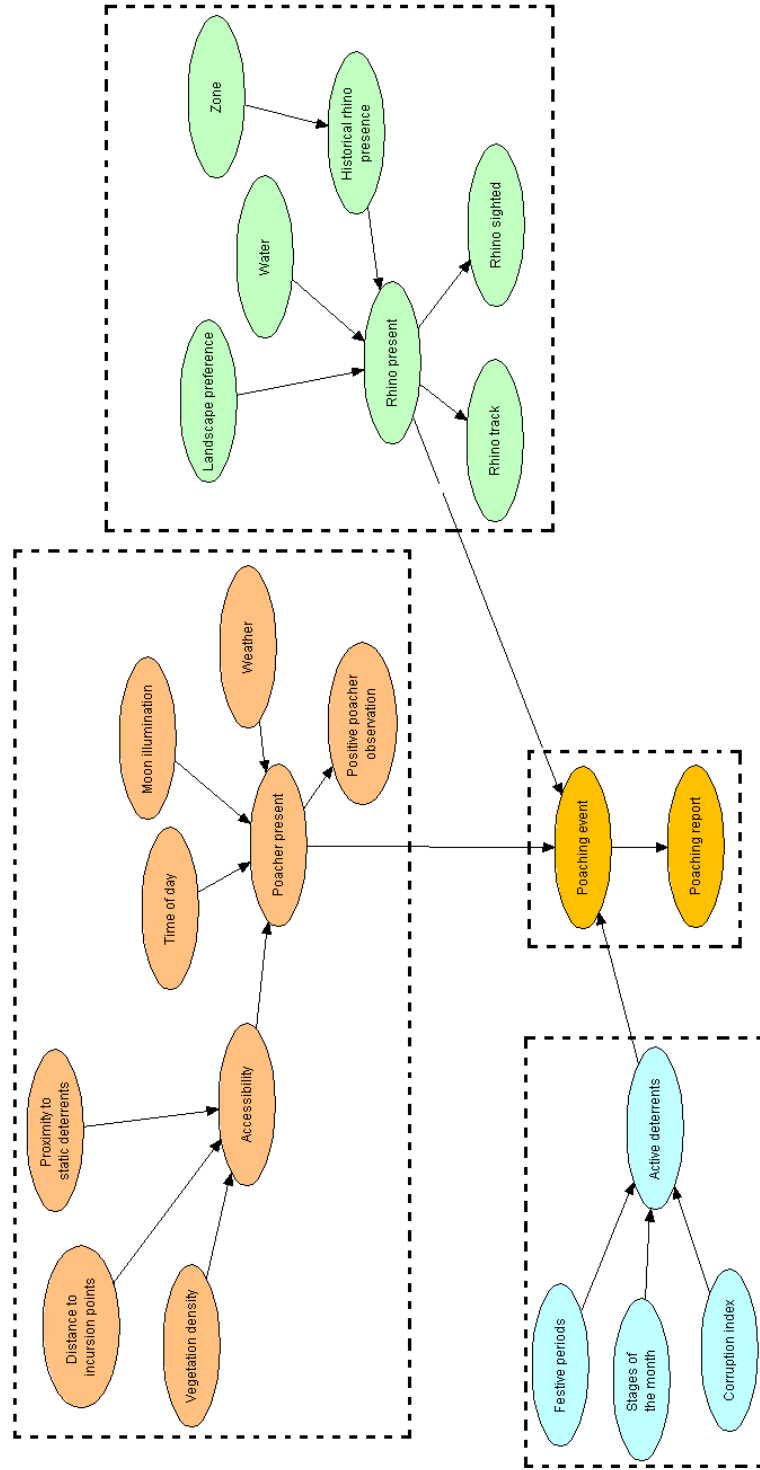 Distance to
incursion points
Proximity to
static deterrents
Vegetation density
Accessibility
Time of day
Moon illumination
Weather
Poacher present
Positive poacher
observation
Landscape preference
Water
Zone
Historical rhino
presence
Rhino present
Rhino track
Rhino sighted
Festive periods
Stages of
the month
Corruption index
Active deterrents
Poaching event
Poaching report